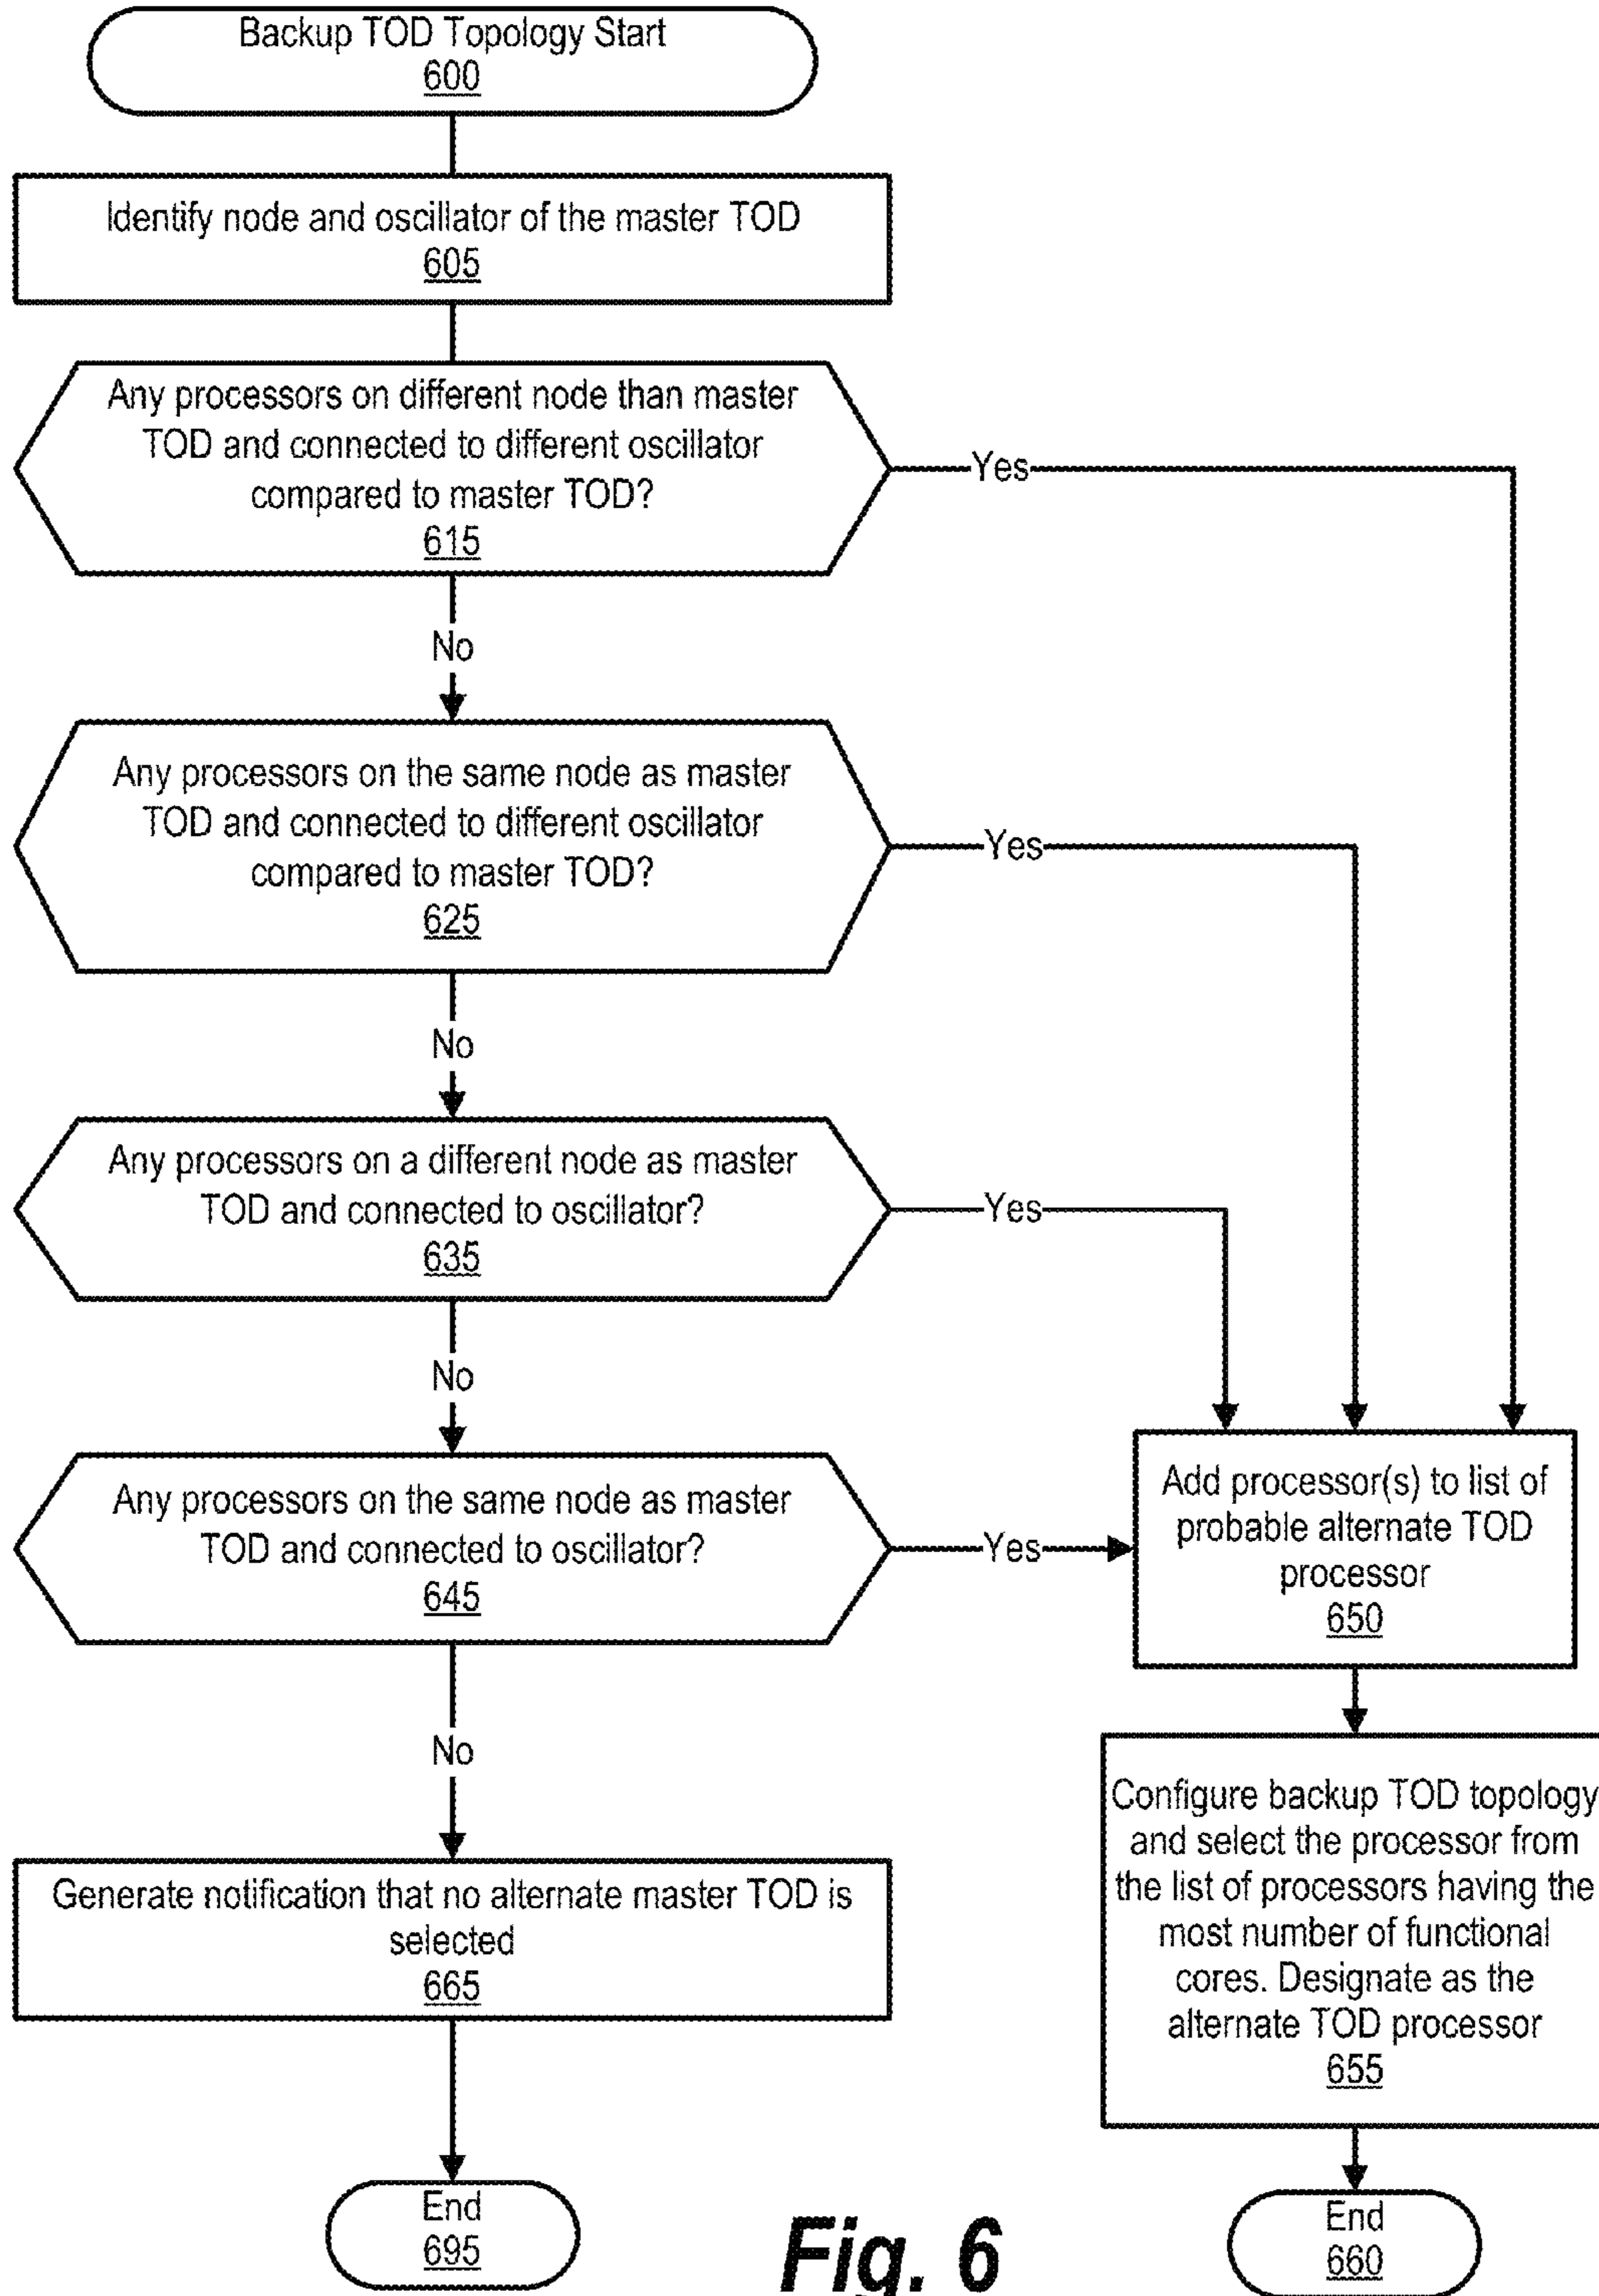 Backup TOD Topology Start
600
Identify node and oscillator of the master TOD
605
Any processors on different node than master
TOD and connected to different oscillator
compared to master TOD?
615
Yes
No
Any processors on the same node as master
TOD and connected to different oscillator
compared to master TOD?
625
Yes
No
Any processors on a different node as master
TOD and connected to oscillator?
635
Yes
No
Any processors on the same node as master
TOD and connected to oscillator?
645
Yes
Add processor(s) to list of
probable alternate TOD
processor
650
No
Configure backup TOD topology
and select the processor from
the list of processors having the
most number of functional
cores. Designate as the
alternate TOD processor
655
Generate notification that no alternate master TOD is
selected
665
End
695
End
660
Fig. 6